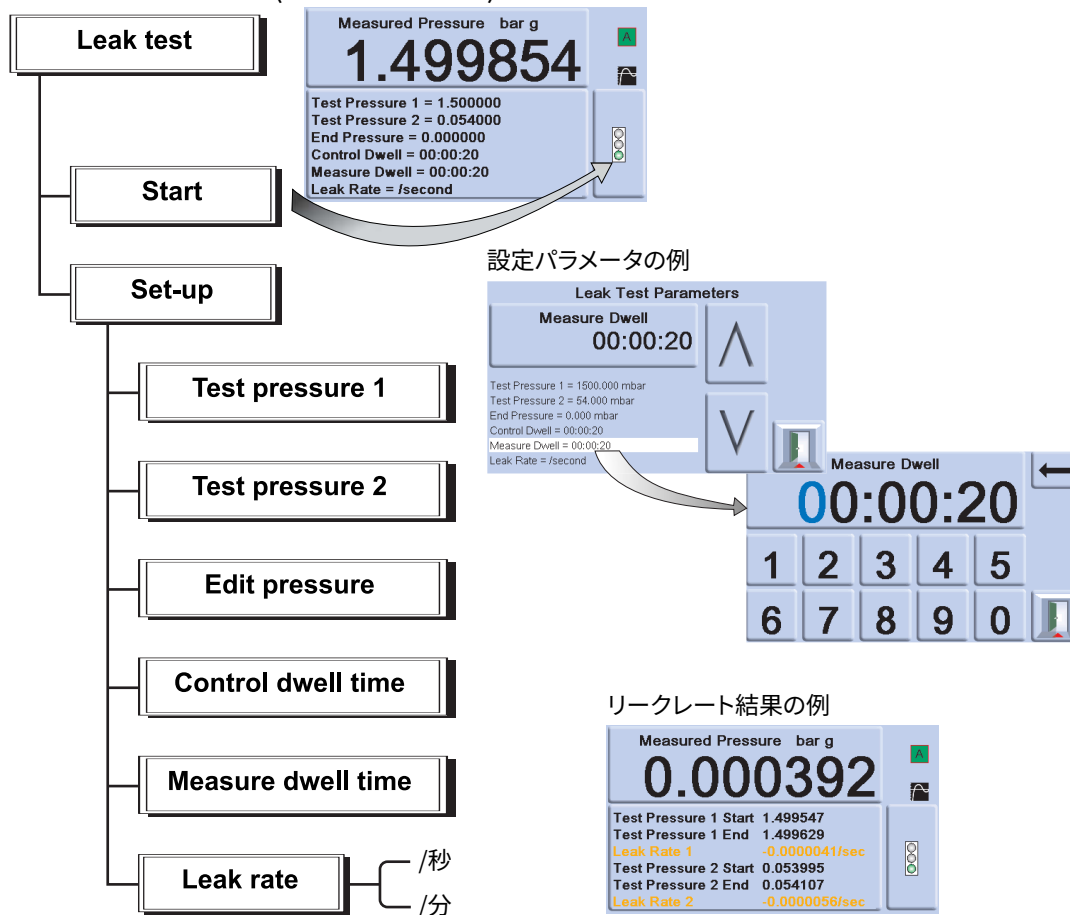 Leak test
Measured Pressure bar g
1.499854
A
Test Pressure 1 = 1.500000
Test Pressure 2 = 0.054000
End Pressure = 0.000000
Control Dwell = 00:00:20
Measure Dwell = 00:00:20
Leak Rate = /second
Start
Set-up
設定パラメータの例
Leak Test Parameters
Measure Dwell
00:00:20
Test Pressure 1 = 1500.000 mbar
Test Pressure 2 = 54.000 mbar
End Pressure = 0.000 mbar
Control Dwell = 00:00:20
Measure Dwell = 00:00:20
Leak Rate = /second
Measure Dwell
00:00:20
1 2 3 4 5
6 7 8 9 0
Test pressure 1
Test pressure 2
Edit pressure
Control dwell time
Measure dwell time
Leak rate
/秒
/分
リークレート結果の例
Measured Pressure bar g
0.000392
A
Test Pressure 1 Start 1.499547
Test Pressure 1 End 1.499629
Leak Rate 1 -0.0000041/sec
Test Pressure 2 Start 0.053995
Test Pressure 2 End 0.054107
Leak Rate 2 -0.0000056/sec